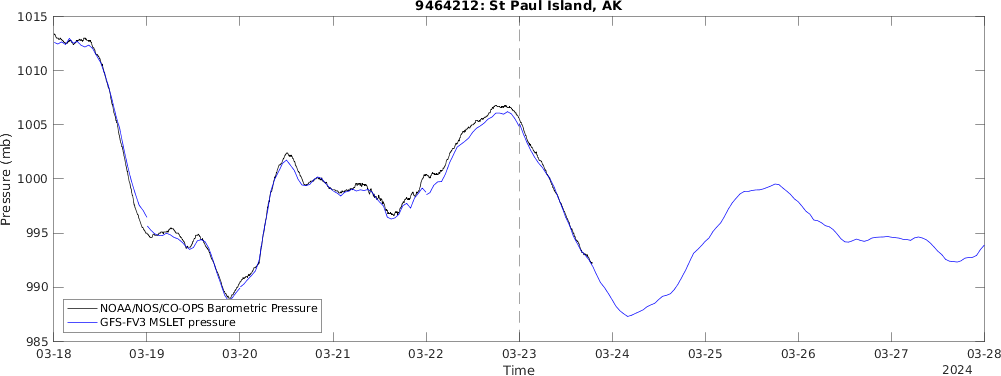 9464212: St Paul Island, AK
1015
1010
1005
1000
995
990
985
Pressure (mb)
NOAA/NOS/CO-OPS Barometric Pressure
GFS-FV3 MSLET pressure
03-18 03-19 03-20 03-21 03-22 03-23 03-24 03-25 03-26 03-27 03-28
Time
2024